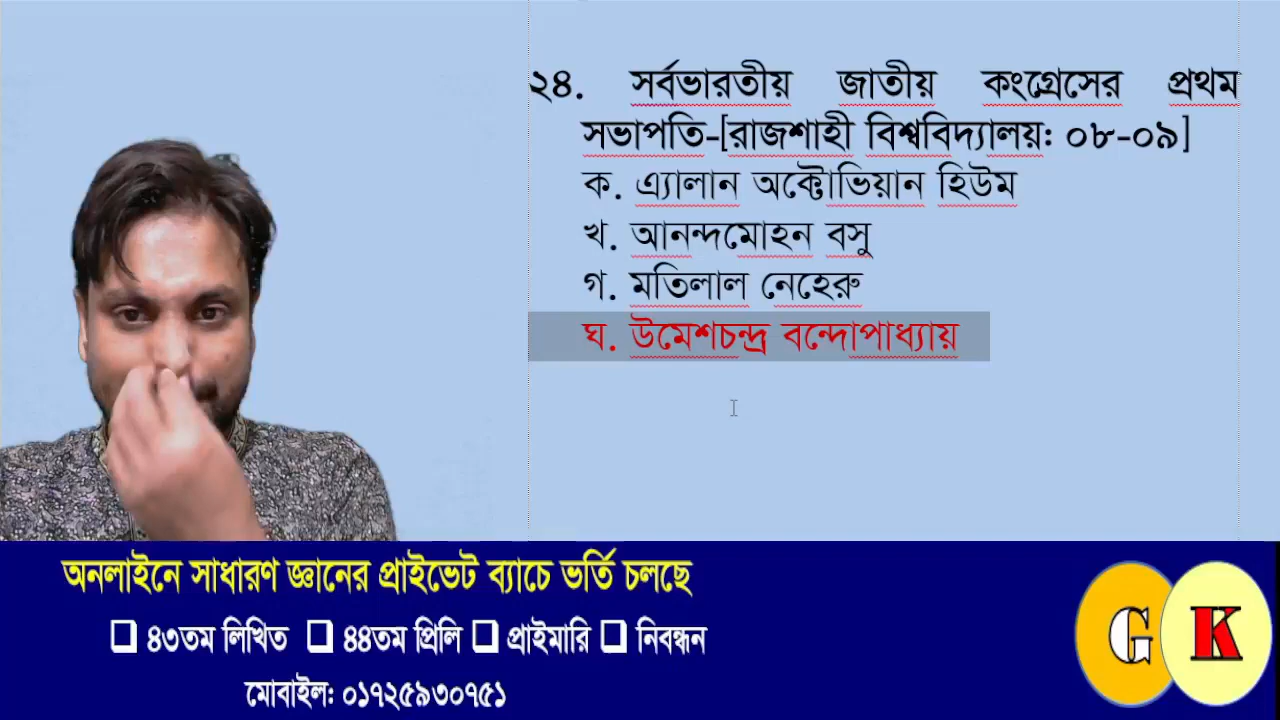 ২৪. সর্বভারতীয় জাতীয় কংগ্রেসের প্রথম
সভাপতি-[রাজশাহী বিশ্ববিদ্যালয়: ০৮-০৯]
ক. এ্যালান অক্টোভিয়ান হিউম
খ. আনন্দমোহন বসু
গ. মতিলাল নেহেরু
ঘ. উমেশচন্দ্র বন্দোপাধ্যায়
অনলাইনে সাধারণ জ্ঞানের প্রাইভেট ব্যাচে ভর্তি চলছে
❑ ৪৩তম লিখিত ❑ ৪৪তম প্রিলি ❑ প্রাইমারি ❑ নিবন্ধন
মোবাইল: ০১৭২৫৯৩০৭৫১
G K